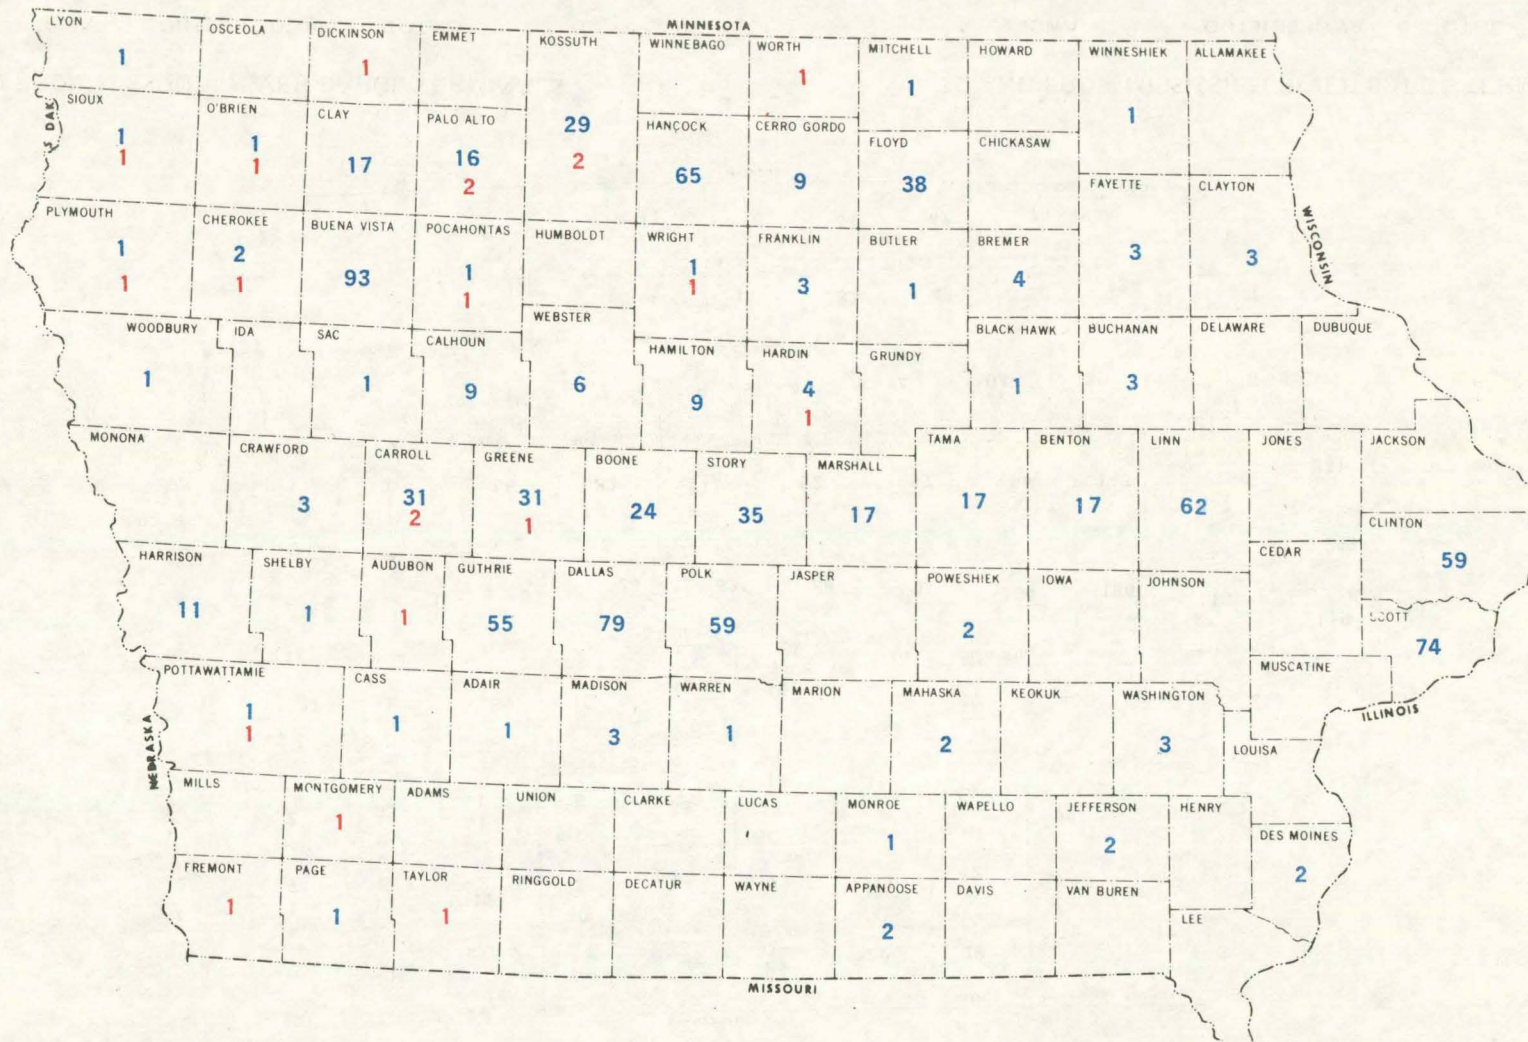 MINNESOTA
LYON
1
OSCEOLA
DICKINSON
1
EMMET
KOSSUTH
29
2
WINNEBAGO
WORTH
1
MITCHELL
1
HOWARD
WINNESHIEK
1
ALLAMAKEE
S DAK
SIOUX
1
1
O'BRIEN
1
1
CLAY
17
PALO ALTO
16
2
HANCOCK
65
CERRO GORDO
9
FLOYD
38
CHICKASAW
FAYETTE
3
CLAYTON
3
WISCONSIN
PLYMOUTH
1
1
CHEROKEE
2
1
BUENA VISTA
93
POCAHONTAS
1
1
HUMBOLDT
WRIGHT
1
1
FRANKLIN
3
BUTLER
1
BREMER
4
WOODBURY
1
IDA
SAC
1
CALHOUN
9
WEBSTER
6
HAMILTON
9
HARDIN
4
1
GRUNDY
BLACK HAWK
1
BUCHANAN
3
DELAWARE
DUBUQUE
MONONA
CRAWFORD
3
CARROLL
31
2
GREENE
31
1
BOONE
24
STORY
35
MARSHALL
17
TAMA
17
BENTON
17
LINN
62
JONES
JACKSON
CLINTON
59
CEDAR
HARRISON
11
SHELBY
1
AUDUBON
1
GUTHRIE
55
DALLAS
79
POLK
59
JASPER
POWESHIEK
2
IOWA
JOHNSON
SCOTT
74
MUSCATINE
ILLINOIS
NEBRASKA
POTTAWATTAMIE
1
1
CASS
1
ADAIR
1
MADISON
3
WARREN
1
MARION
MAHASKA
2
KEOKUK
WASHINGTON
3
LOUISA
MILLS
MONTGOMERY
1
ADAMS
UNION
CLARKE
LUCAS
MONROE
1
WAPELLO
JEFFERSON
2
HENRY
DES MOINES
2
FREMONT
1
PAGE
1
TAYLOR
1
RINGGOLD
DECATUR
WAYNE
APPANOOSE
2
DAVIS
VAN BUREN
LEE
MISSOURI